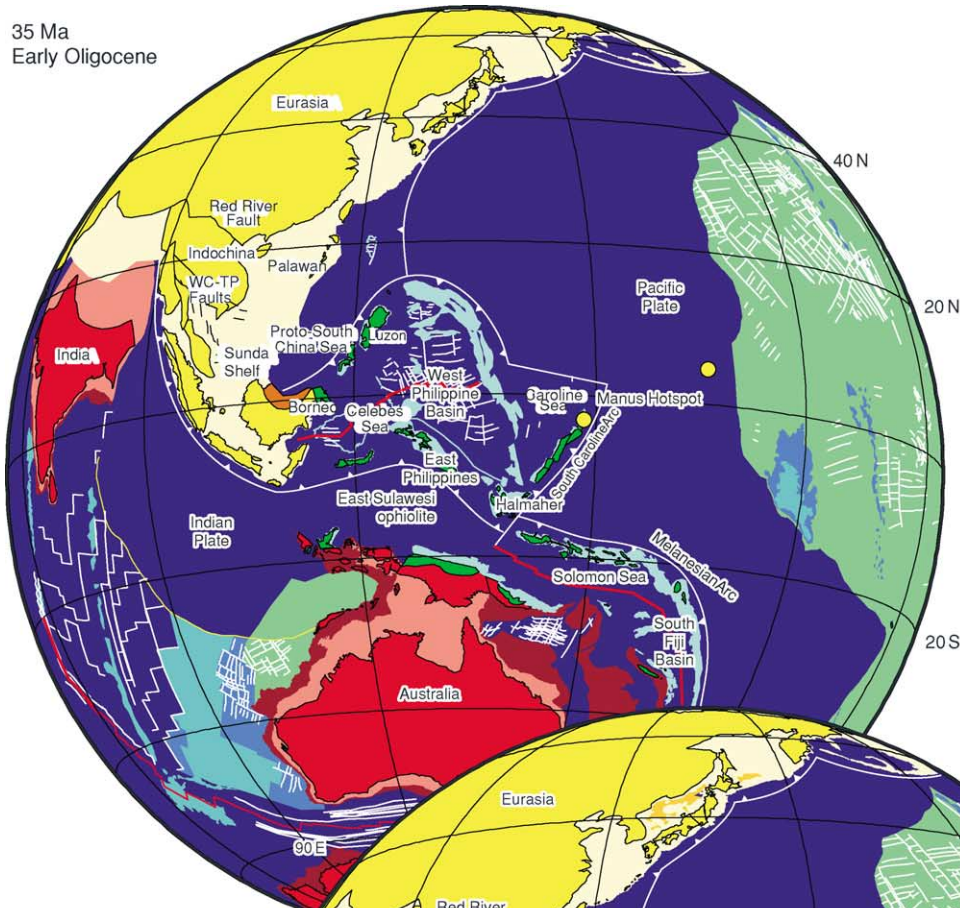 35 Ma
Early Oligocene
Eurasia
40 N
Red River
Fault
Indochina
Palawan
WC-TP
Faults
Pacific
Plate
20 N
Proto-South
China Sea
Luzon
India
Sunda
Shelf
West
Philippine
Basin
Caroline
Sea
Manus Hotspot
Borneo
Celebes
Sea
South Caroline Arc
East
Philippines
East Sulawesi
ophiolite
Halmaher
Indian
Plate
Melanesian Arc
Solomon Sea
South
Fiji
Basin
20 S
Australia
Eurasia
90 E
Red River